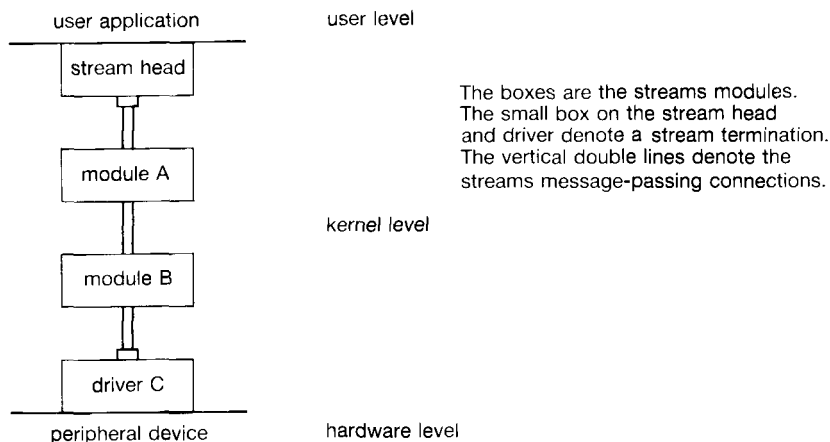 user application
user level
stream head
The boxes are the streams modules.
The small box on the stream head
and driver denote a stream termination.
The vertical double lines denote the
streams message-passing connections.
module A
kernel level
module B
driver C
peripheral device
hardware level